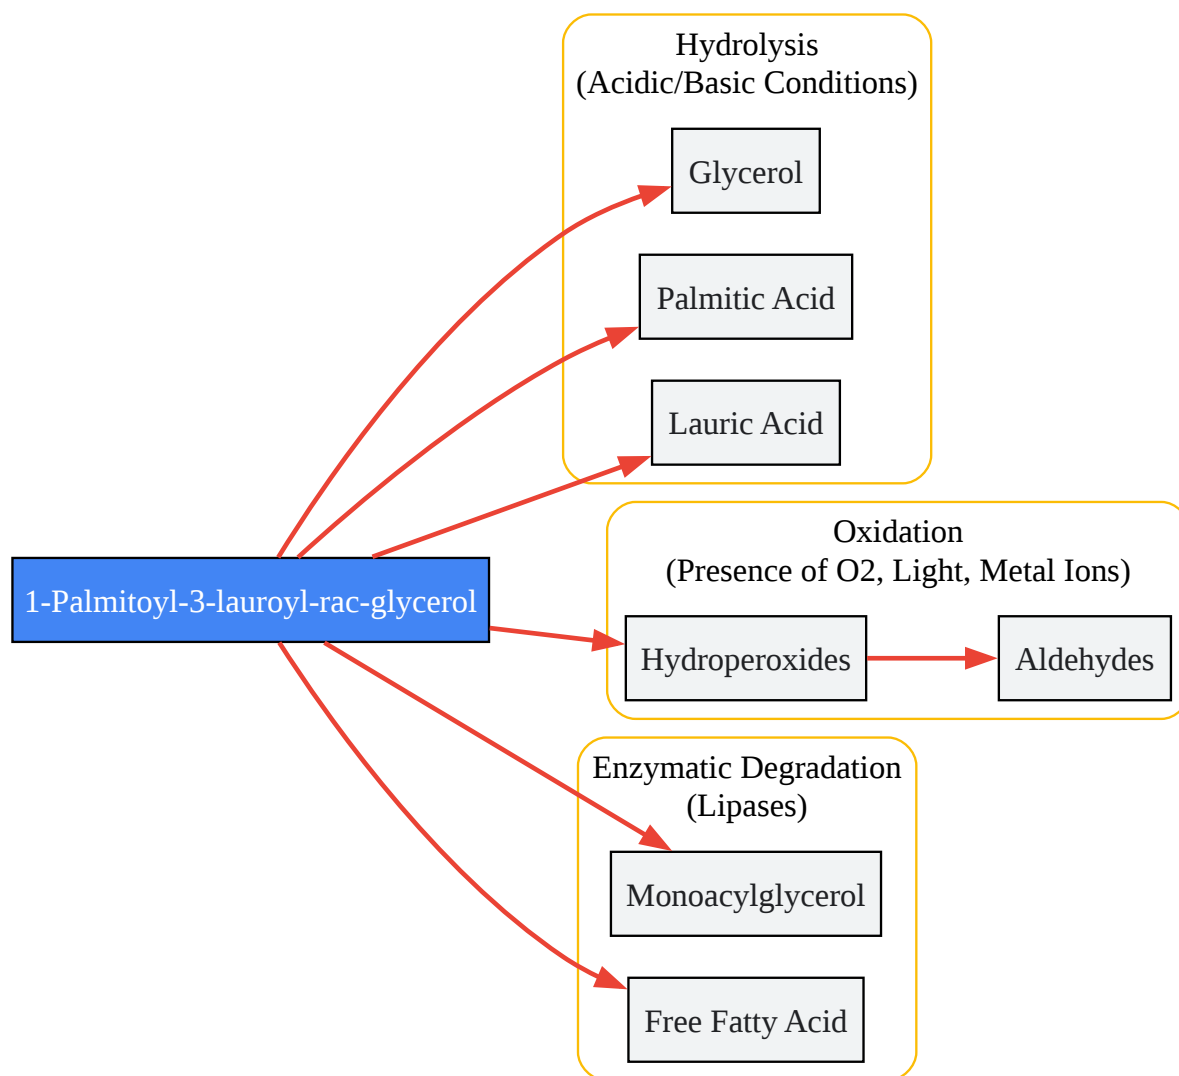 Hydrolysis
(Acidic/Basic Conditions)
Glycerol
Palmitic Acid
Lauric Acid
1-Palmitoyl-3-lauroyl-rac-glycerol
Oxidation
(Presence of O2, Light, Metal Ions)
Hydroperoxides
Aldehydes
Enzymatic Degradation
(Lipases)
Monoacylglycerol
Free Fatty Acid